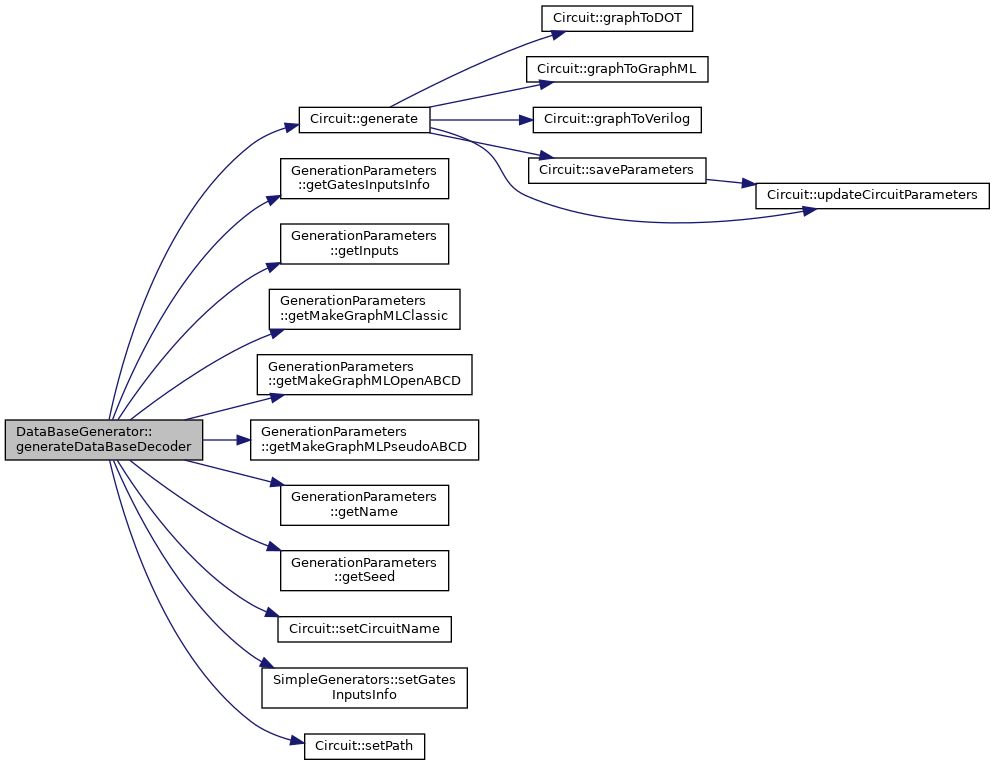 Circuit::graphToDOT
Circuit::graphToGraphML
Circuit::generate
Circuit::graphToVerilog
Circuit::saveParameters
GenerationParameters
::getGatesInputsInfo
Circuit::updateCircuitParameters
GenerationParameters
::getInputs
GenerationParameters
::getMakeGraphMLClassic
GenerationParameters
::getMakeGraphMLOpenABCD
DataBaseGenerator::
generateDataBaseDecoder
GenerationParameters
::getMakeGraphMLPseudoABCD
GenerationParameters
::getName
GenerationParameters
::getSeed
Circuit::setCircuitName
SimpleGenerators::setGates
InputsInfo
Circuit::setPath